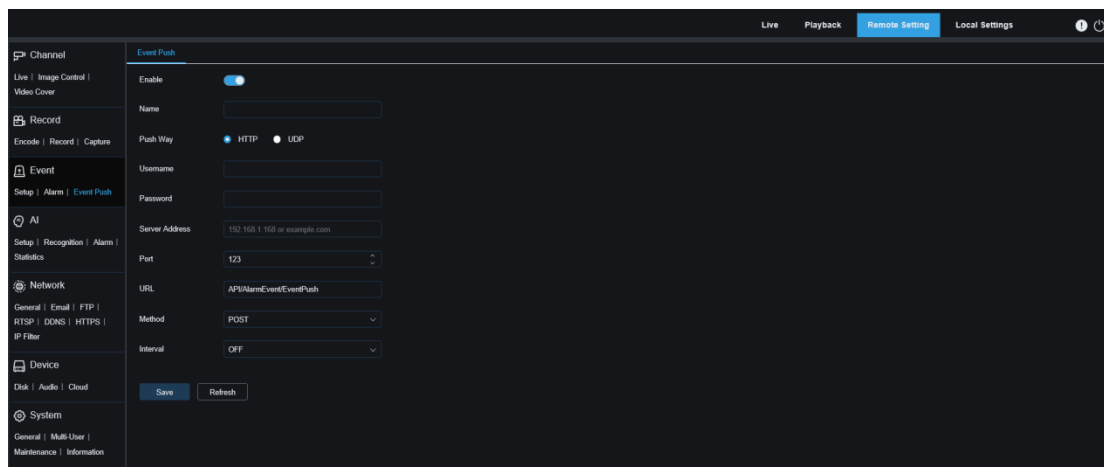 Live Playback Remote Setting Local Settings
Channel
Live | Image Control |
Video Cover
Record
Encode | Record | Capture
Event
Setup | Alarm | Event Push
AI
Setup | Recognition | Alarm |
Statistics
Network
General | Email | FTP |
RTSP | DDNS | HTTPS |
IP Filter
Device
Disk | Audio | Cloud
System
General | Multi-User |
Maintenance | Information
Event Push
Enable
Name
Push Way HTTP UDP
Username
Password
Server Address 192.168.1.168 or example.com
Port 123
URL API/AlarmEvent/EventPush
Method POST
Interval OFF
Save Refresh